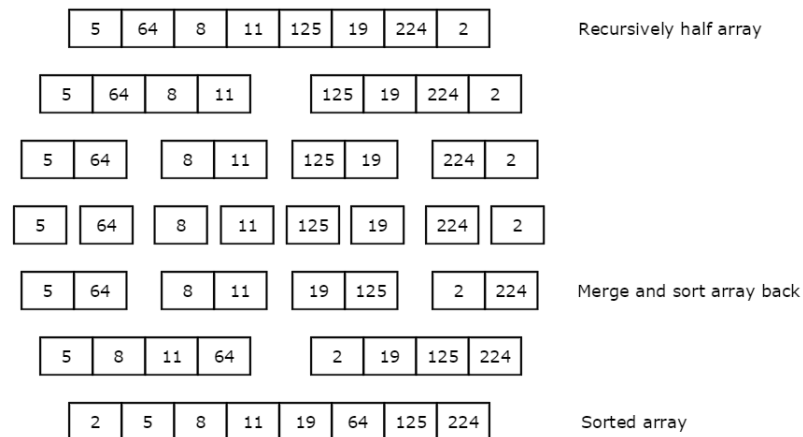 5 64 8 11 125 19 224 2 Recursively half array
5 64 8 11 125 19 224 2
5 64 8 11 125 19 224 2
5 64 8 11 125 19 224 2
5 64 8 11 19 125 2 224 Merge and sort array back
5 8 11 64 2 19 125 224
2 5 8 11 19 64 125 224 Sorted array